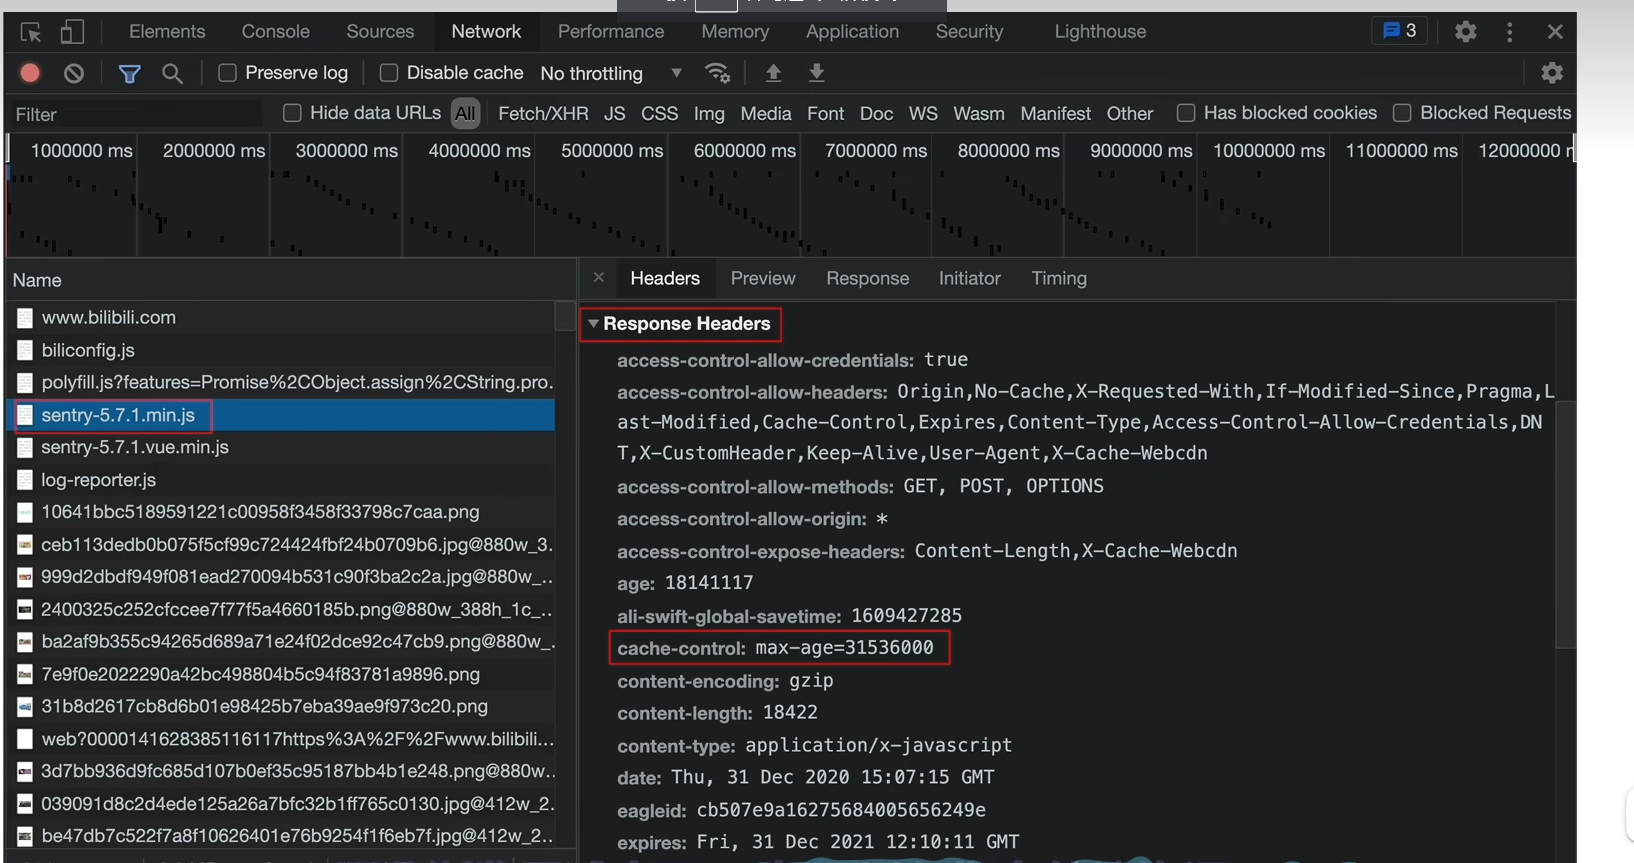 Elements Console Sources Network Performance Memory Application Security Lighthouse 3
Preserve log Disable cache No throttling
Filter Hide data URLs All Fetch/XHR JS CSS Img Media Font Doc WS Wasm Manifest Other Has blocked cookies Blocked Requests
1000000 ms 2000000 ms 3000000 ms 4000000 ms 5000000 ms 6000000 ms 7000000 ms 8000000 ms 9000000 ms 10000000 ms 11000000 ms 12000000
Name
www.bilibili.com
biliconfig.js
polyfill.js?features=Promise%2CObject.assign%2CString.pro...
sentry-5.7.1.min.js
sentry-5.7.1.vue.min.js
log-reporter.js
10641bbc5189591221c00958f3458f33798c7caa.png
ceb113dedb0b075f5cf99c724424fbf24b0709b6.jpg@880w_3...
999d2dbdf949f081ead270094b531c90f3ba2c2a.jpg@880w_...
2400325c252cfccee7f77f5a4660185b.png@880w_388h_1c_...
ba2af9b355c94265d689a71e24f02dce92c47cb9.png@880w_...
7e9f0e2022290a42bc498804b5c94f83781a9896.png
31b8d2617cb8d6b01e98425b7eba39ae9f973c20.png
web?0000141628385116117https%3A%2F%2Fwww.bilibili...
3d7bb936d9fc685d107b0ef35c95187bb4b1e248.png@880w...
039091d8c2d4ede125a26a7bfc32b1ff765c0130.jpg@412w_2...
be47db7c522f7a8f10626401e76b9254f1f6eb7f.jpg@412w_2...
Headers Preview Response Initiator Timing
Response Headers
access-control-allow-credentials: true
access-control-allow-headers: Origin,No-Cache,X-Requested-With,If-Modified-Since,Pragma,L
ast-Modified,Cache-Control,Expires,Content-Type,Access-Control-Allow-Credentials,DN
T,X-CustomHeader,Keep-Alive,User-Agent,X-Cache-Webcdn
access-control-allow-methods: GET, POST, OPTIONS
access-control-allow-origin: *
access-control-expose-headers: Content-Length,X-Cache-Webcdn
age: 18141117
ali-swift-global-savetime: 1609427285
cache-control: max-age=31536000
content-encoding: gzip
content-length: 18422
content-type: application/x-javascript
date: Thu, 31 Dec 2020 15:07:15 GMT
eagleid: cb507e9a16275684005656249e
expires: Fri, 31 Dec 2021 12:10:11 GMT